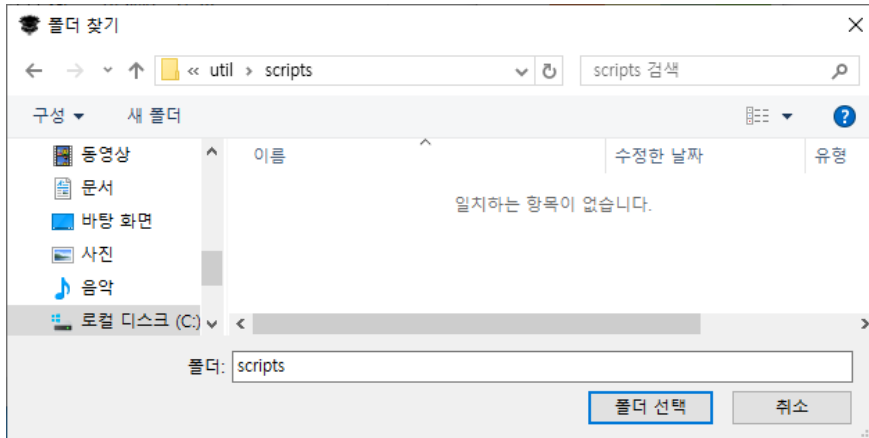 폴더 찾기
« util > scripts
scripts 검색
구성
새 폴더
동영상
문서
바탕 화면
사진
음악
로컬 디스크 (C:)
이름
수정한 날짜
유형
일치하는 항목이 없습니다.
폴더: scripts
폴더 선택
취소